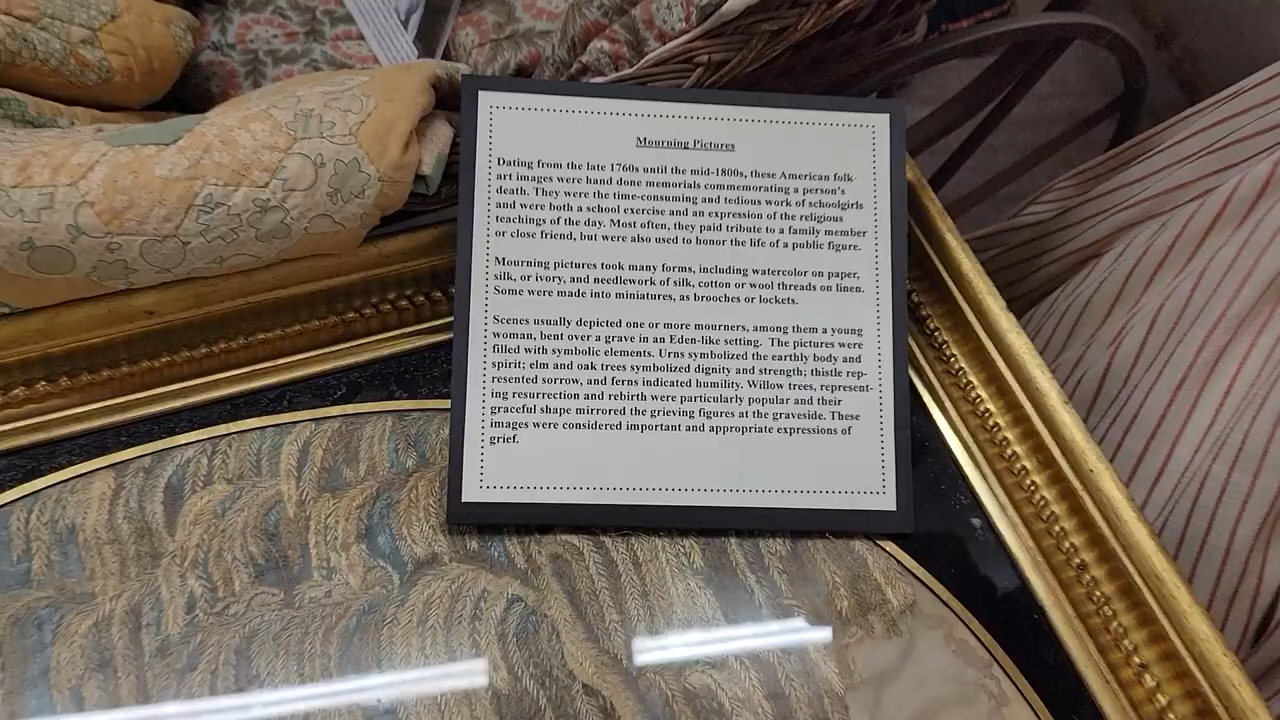 Mourning Pictures
Dating from the late 1760s until the mid-1800s, these American folk-
art images were hand done memorials commemorating a person's
death. They were the time-consuming and tedious work of schoolgirls
and were both a school exercise and an expression of the religious
teachings of the day. Most often, they paid tribute to a family member
or close friend, but were also used to honor the life of a public figure.
Mourning pictures took many forms, including watercolor on paper,
silk, or ivory, and needlework of silk, cotton or wool threads on linen.
Some were made into miniatures, as brooches or lockets.
Scenes usually depicted one or more mourners, among them a young
woman, bent over a grave in an Eden-like setting. The pictures were
filled with symbolic elements. Urns symbolized the earthly body and
spirit; elm and oak trees symbolized dignity and strength; thistle rep-
resented sorrow, and ferns indicated humility. Willow trees, represent-
ing resurrection and rebirth were particularly popular and their
graceful shape mirrored the grieving figures at the graveside. These
images were considered important and appropriate expressions of
grief.